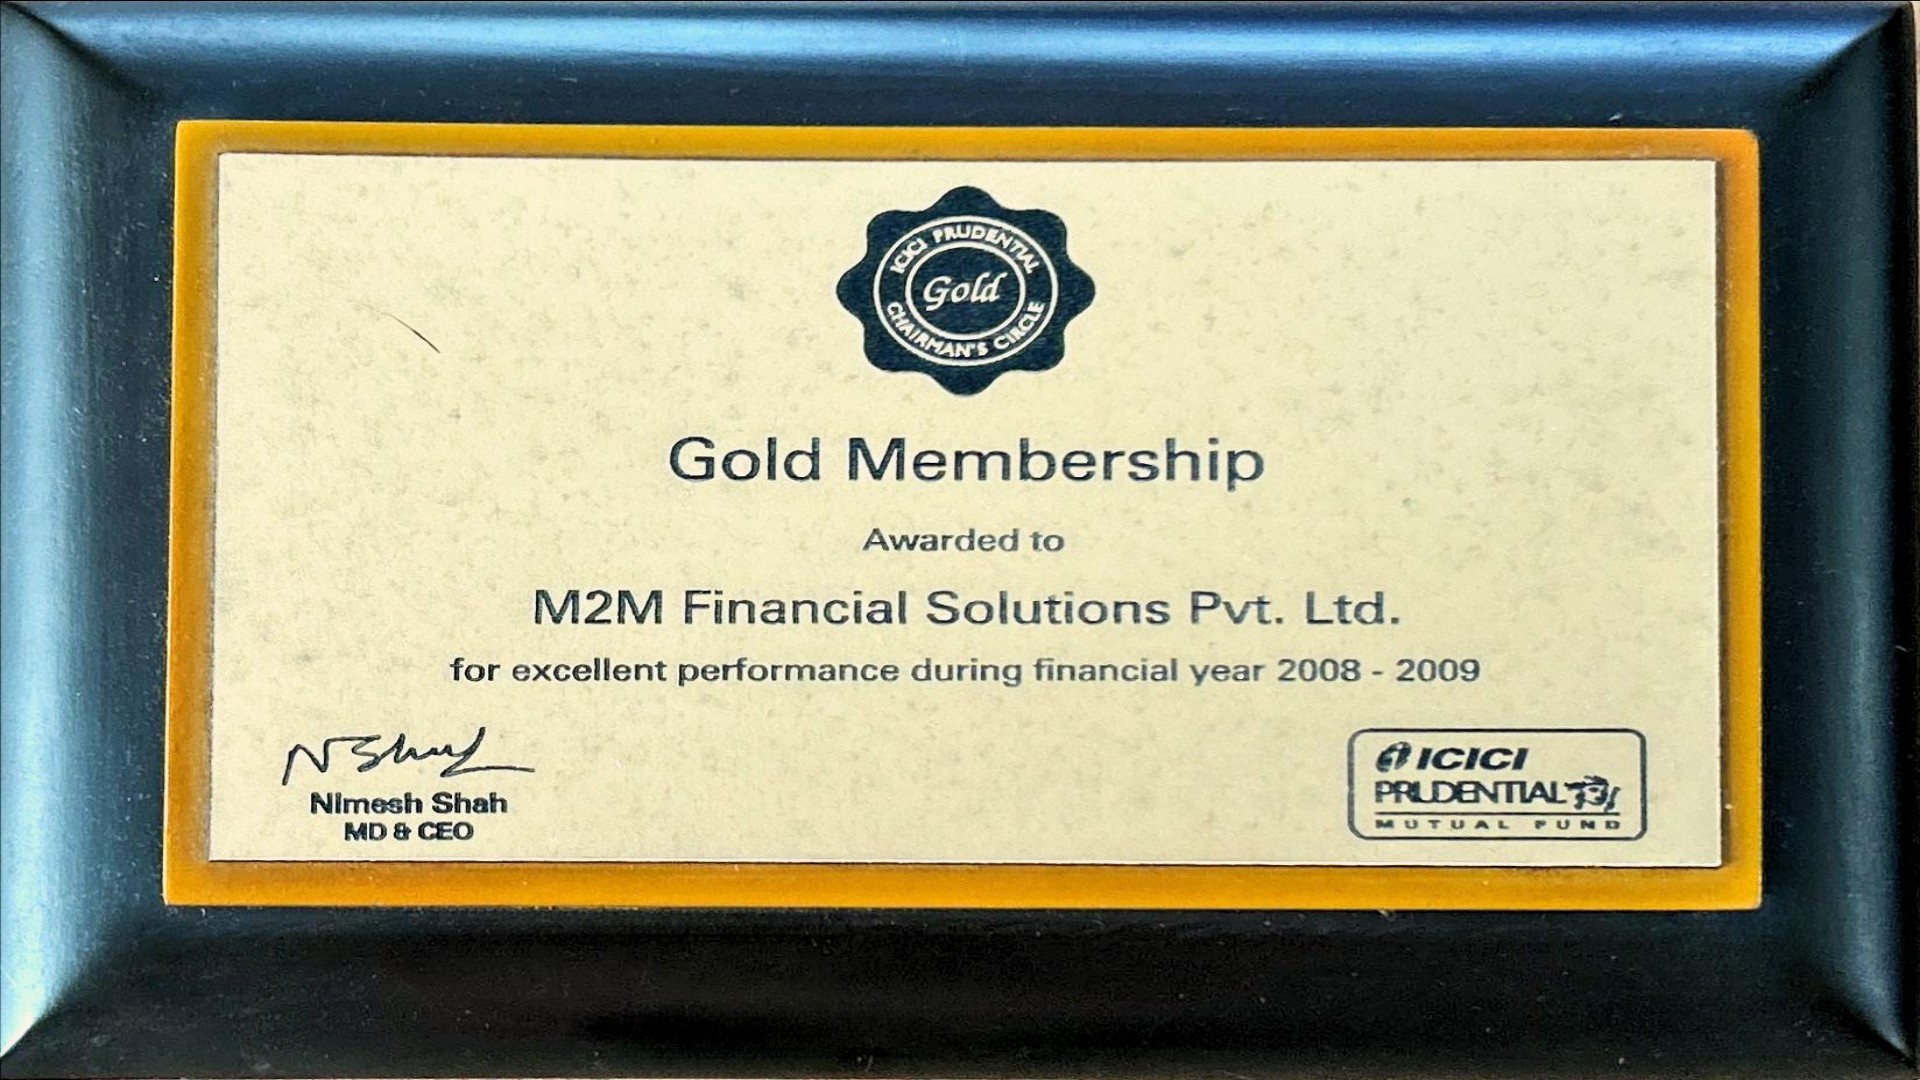 ICICI PRUDENTIAL
Gold
CHAIRMAN'S CIRCLE
Gold Membership
Awarded to
M2M Financial Solutions Pvt. Ltd.
for excellent performance during financial year 2008 - 2009
NShah
Nimesh Shah
MD & CEO
ICICI
PRUDENTIAL
MUTUAL FUND